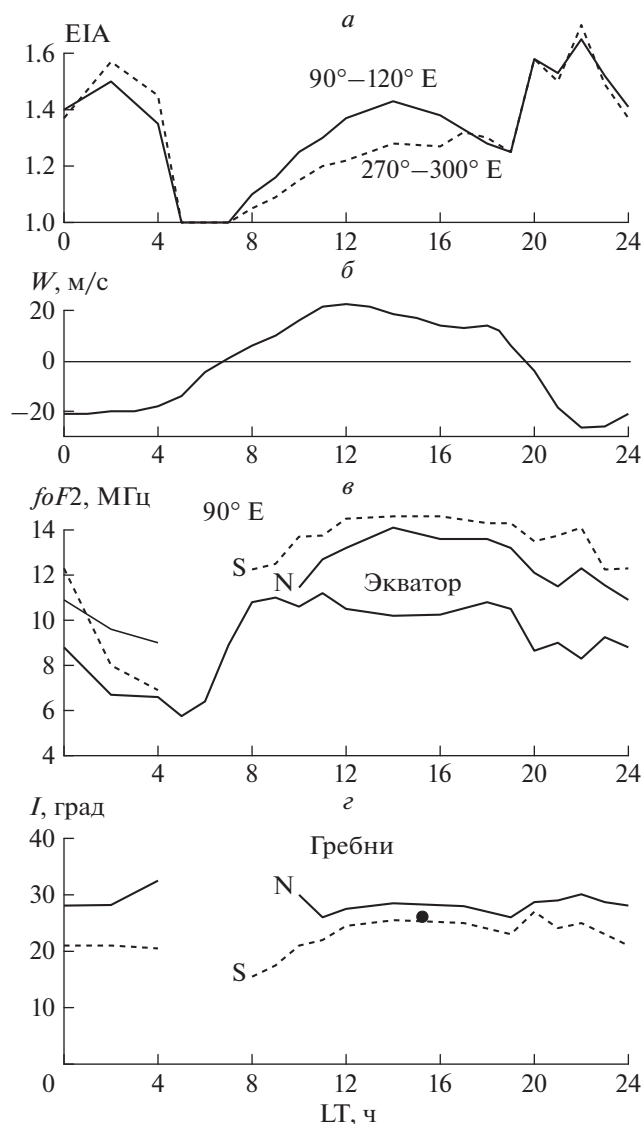 а
EIA
1.6
90°–120° E
1.4
1.2
270°–300° E
1.0
0 4 8 12 16 20 24
б
W, м/с
20
0
–20
0 4 8 12 16 20 24
в
foF2, МГц
90° E
14
S
12
N
Экватор
10
8
6
4
0 4 8 12 16 20 24
г
I, град
40
Гребни
N
30
20
S
10
0 4 8 12 16 20 24
LT, ч